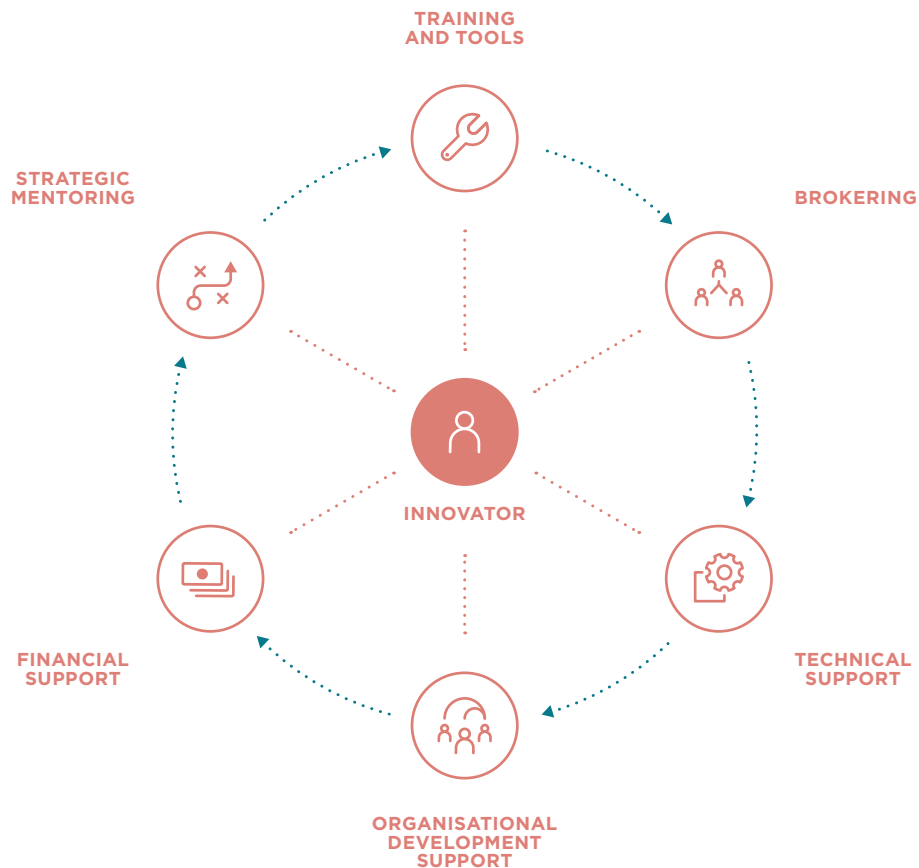 TRAINING
AND TOOLS
STRATEGIC
MENTORING
BROKERING
INNOVATOR
FINANCIAL
SUPPORT
TECHNICAL
SUPPORT
ORGANISATIONAL
DEVELOPMENT
SUPPORT